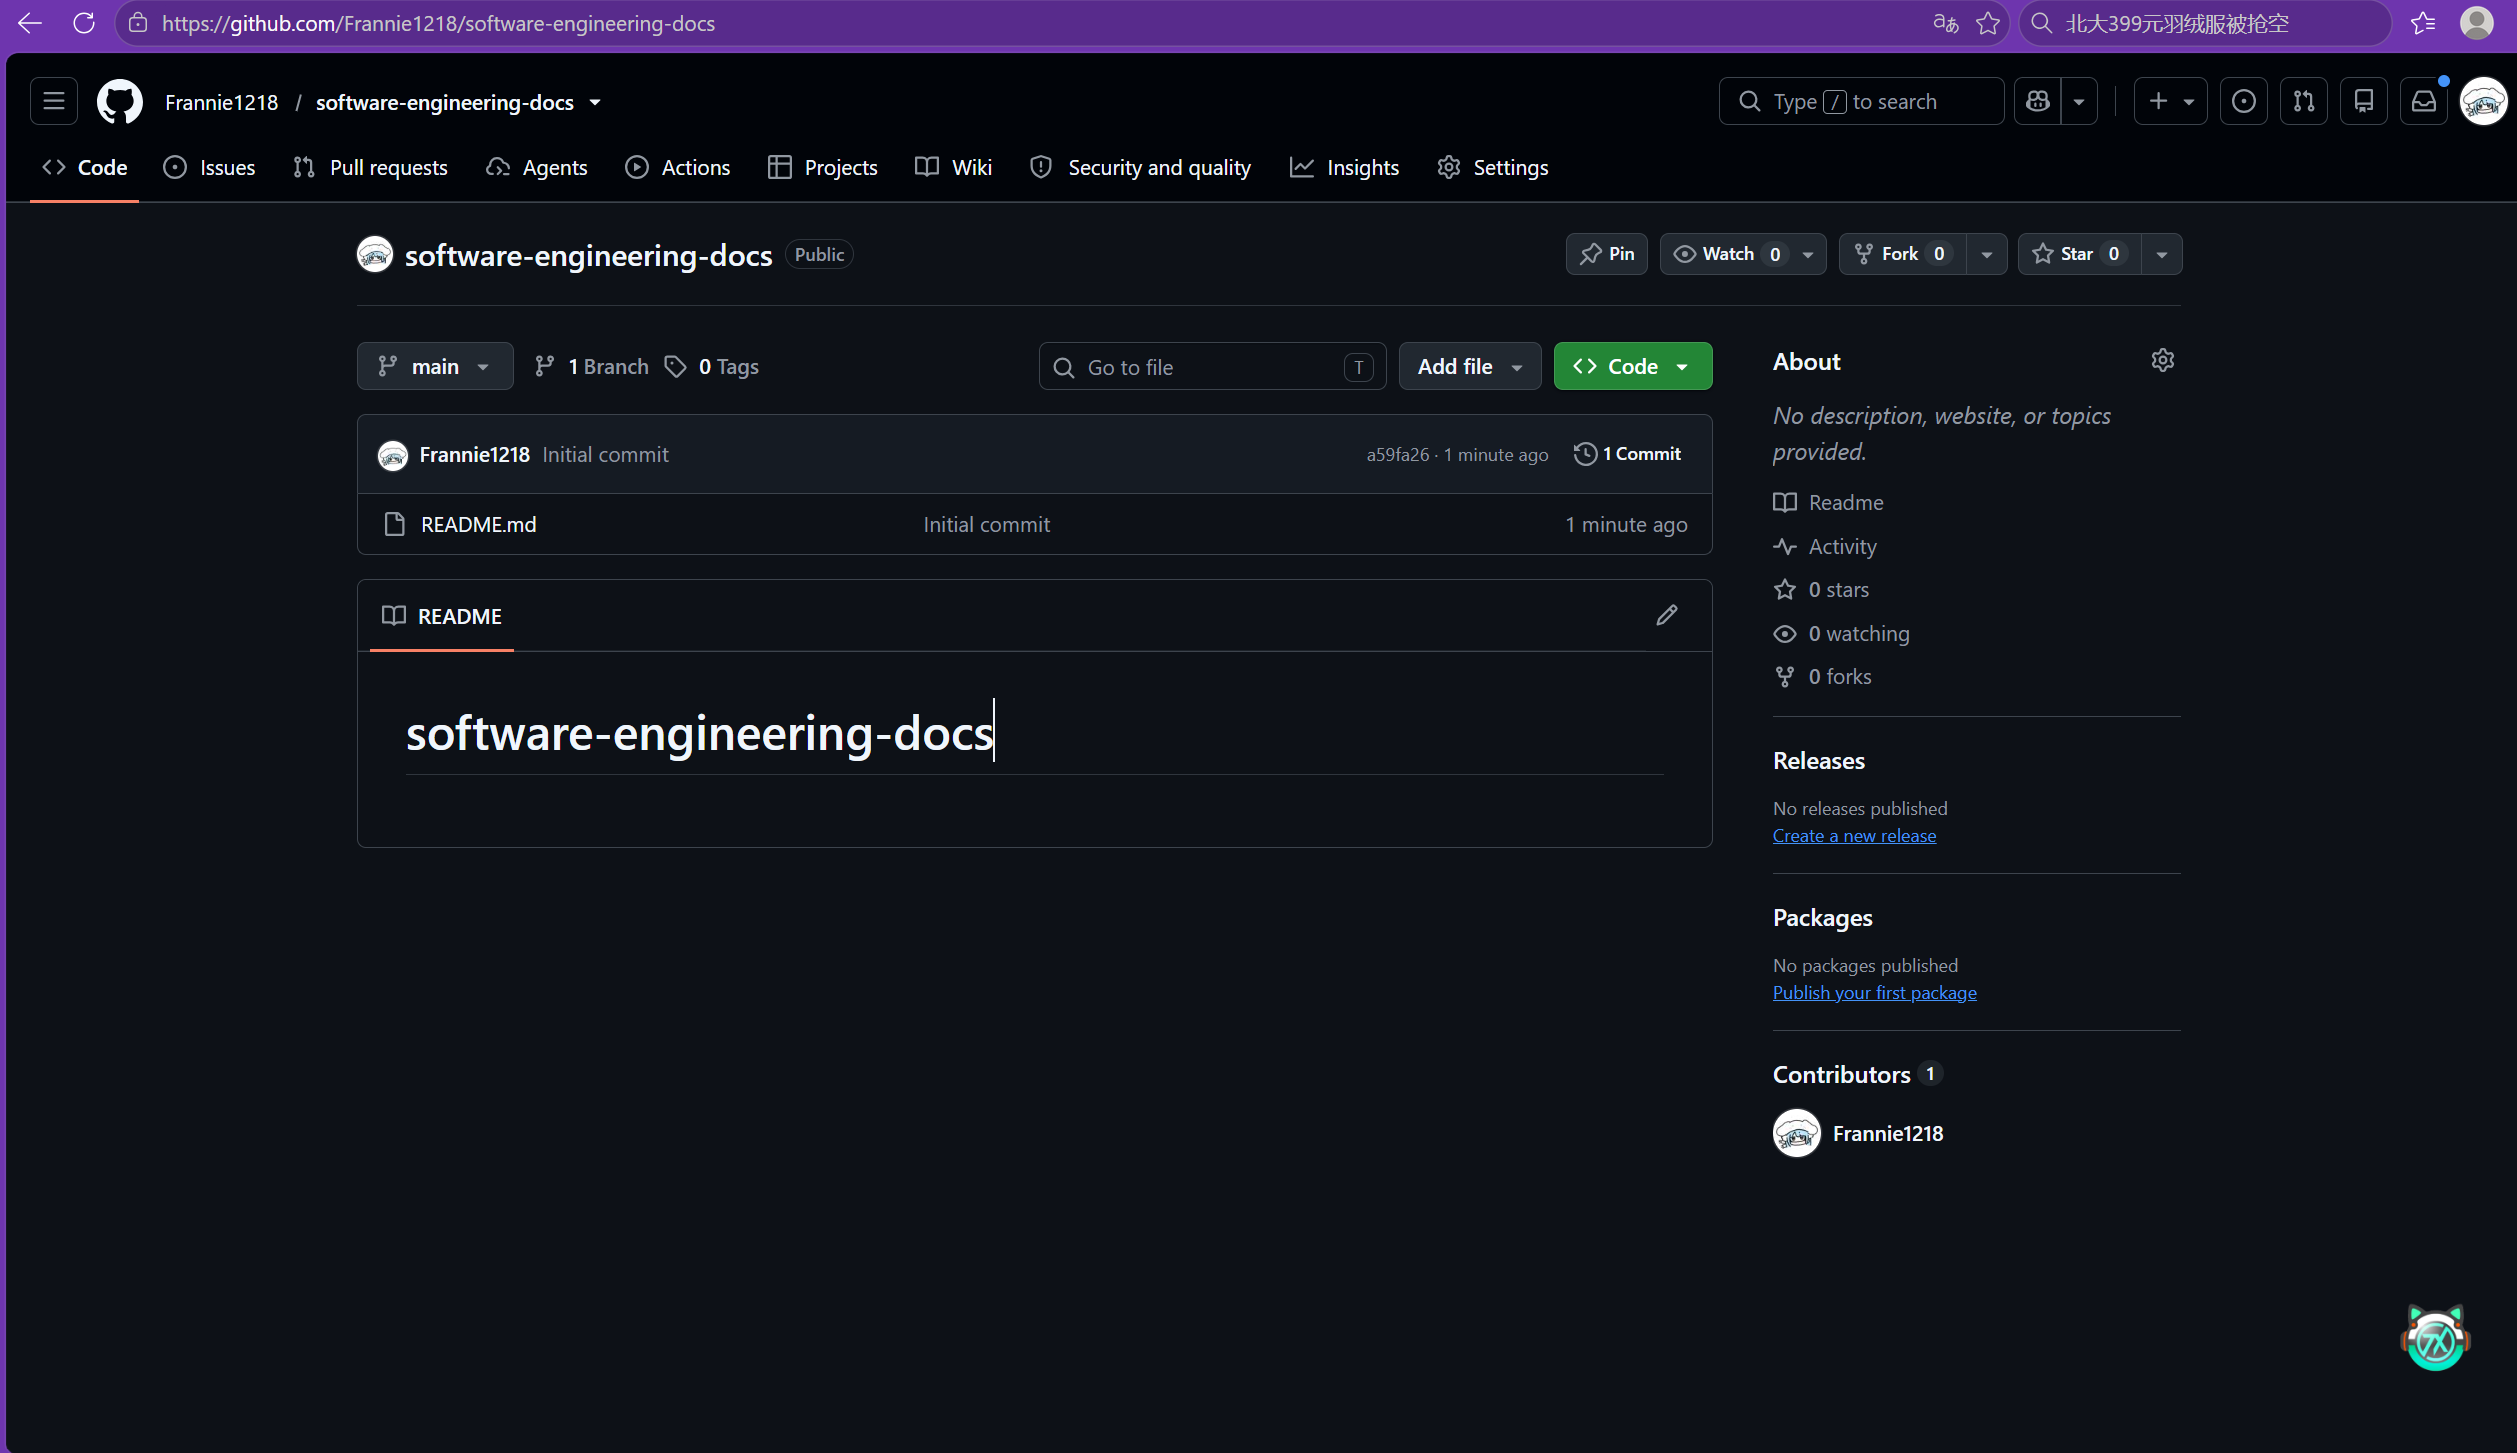 https://github.com/Frannie1218/software-engineering-docs
北大399元羽绒服被抢空
Frannie1218 / software-engineering-docs
Type / to search
Code Issues Pull requests Agents Actions Projects Wiki Security and quality Insights Settings
software-engineering-docs Public
Pin Watch 0 Fork 0 Star 0
main 1 Branch 0 Tags Go to file T Add file Code
Frannie1218 Initial commit a59fa26 · 1 minute ago 1 Commit
README.md Initial commit 1 minute ago
README
software-engineering-docs
About
No description, website, or topics
provided.
Readme
Activity
0 stars
0 watching
0 forks
Releases
No releases published
Create a new release
Packages
No packages published
Publish your first package
Contributors 1
Frannie1218